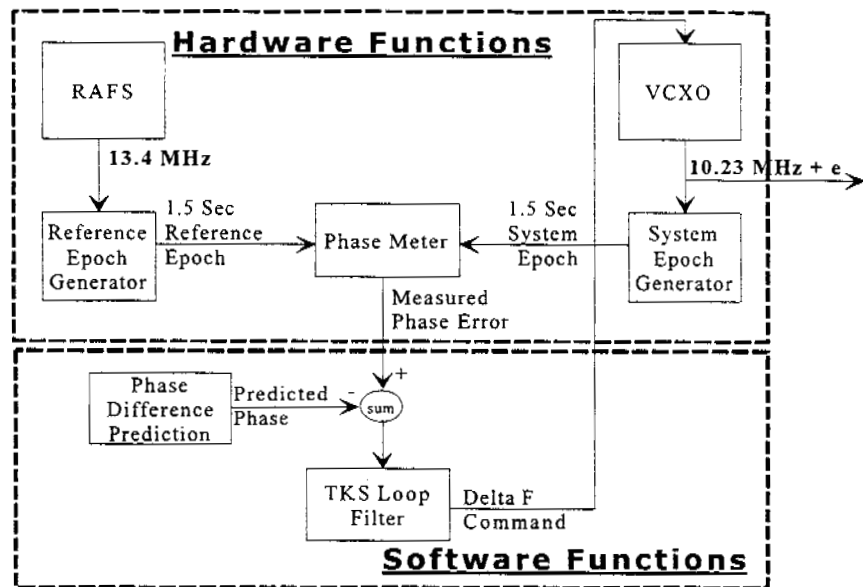 Hardware Functions
RAFS
VCXO
13.4 MHz
10.23 MHz + e
1.5 Sec
Reference
Epoch
1.5 Sec
System
Epoch
Reference
Epoch
Generator
Phase Meter
System
Epoch
Generator
Measured
Phase Error
+
-
sum
Phase
Difference
Prediction
Predicted
Phase
TKS Loop
Filter
Delta F
Command
Software Functions